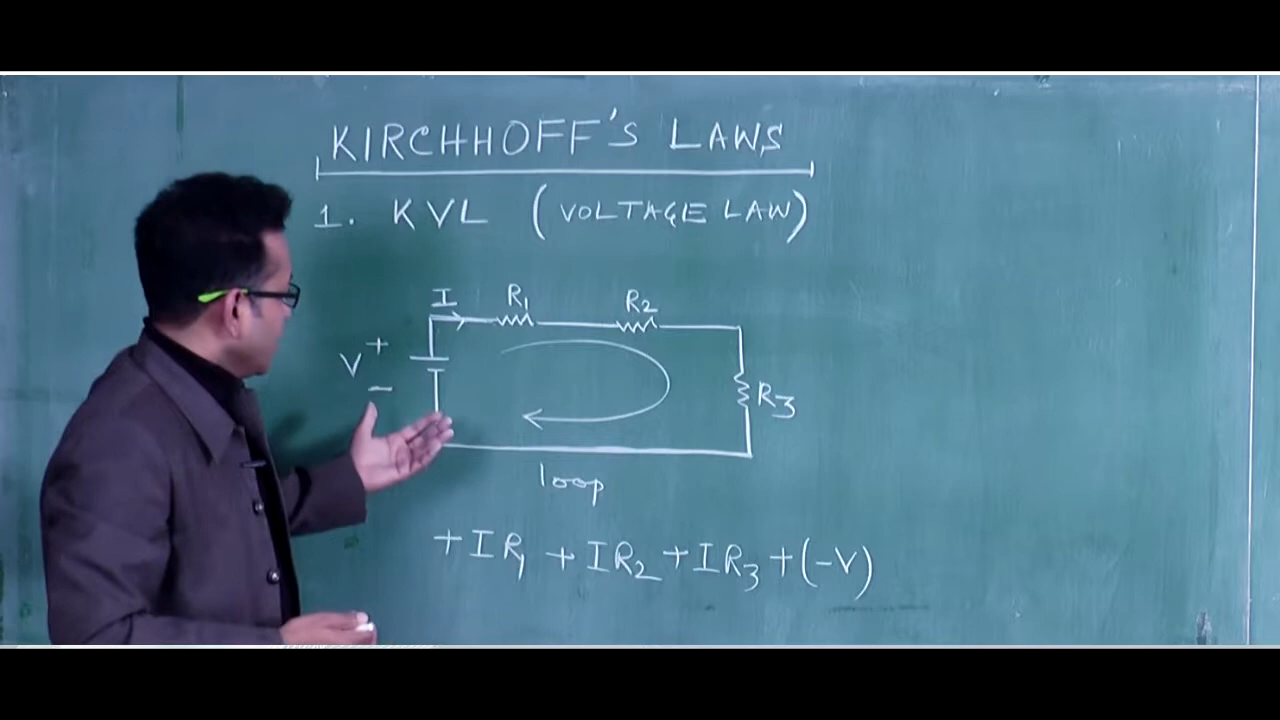 KIRCHHOFF'S LAWS
1. KVL (VOLTAGE LAW)
I R1 R2
V + −
R3
loop
+IR1 + IR2 + IR3 + (-V)